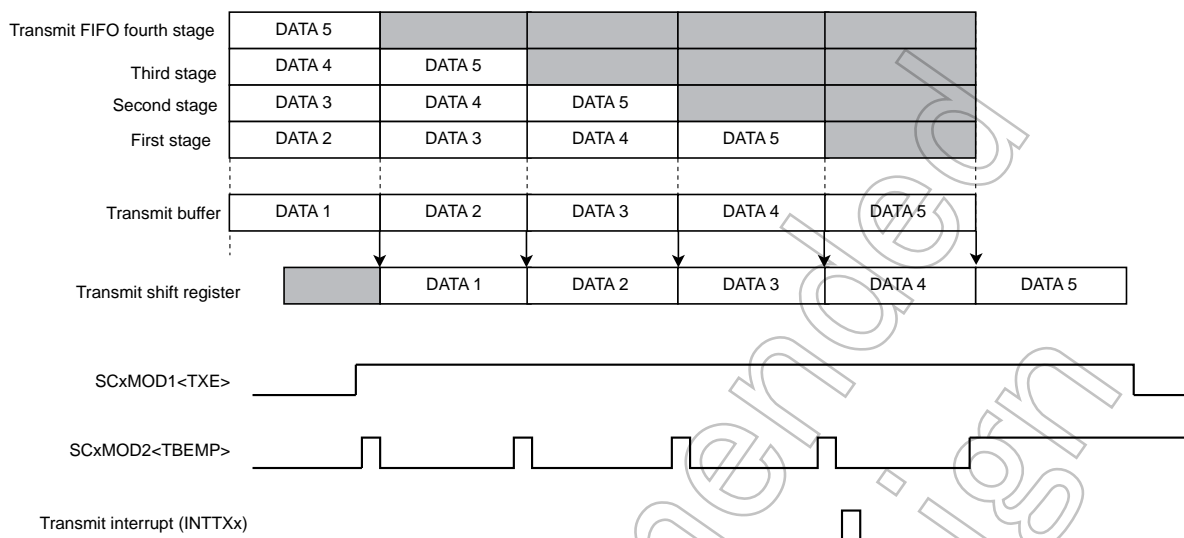 Transmit FIFO fourth stage DATA 5
Third stage DATA 4 DATA 5
Second stage DATA 3 DATA 4 DATA 5
First stage DATA 2 DATA 3 DATA 4 DATA 5
Transmit buffer DATA 1 DATA 2 DATA 3 DATA 4 DATA 5
Transmit shift register DATA 1 DATA 2 DATA 3 DATA 4 DATA 5
SCxMOD1<TXE>
SCxMOD2<TBEMP>
Transmit interrupt (INTTXx)
mended
ign